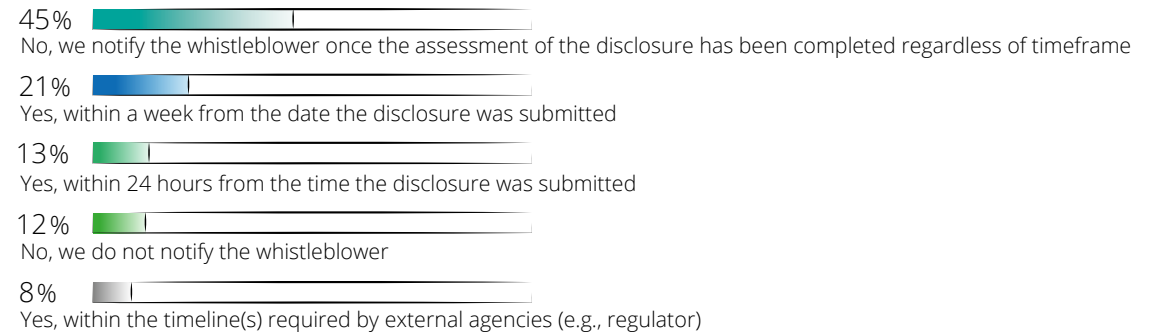 45%
No, we notify the whistleblower once the assessment of the disclosure has been completed regardless of timeframe
21%
Yes, within a week from the date the disclosure was submitted
13%
Yes, within 24 hours from the time the disclosure was submitted
12%
No, we do not notify the whistleblower
8%
Yes, within the timeline(s) required by external agencies (e.g., regulator)